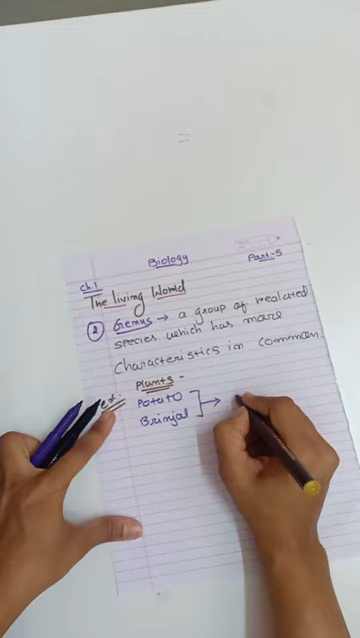 Biology
Part-5
Ch.1
The living World
2 Genus → a group of realated
species which has more
characteristics in common
ex. Plants -
Potato
Brinjal →